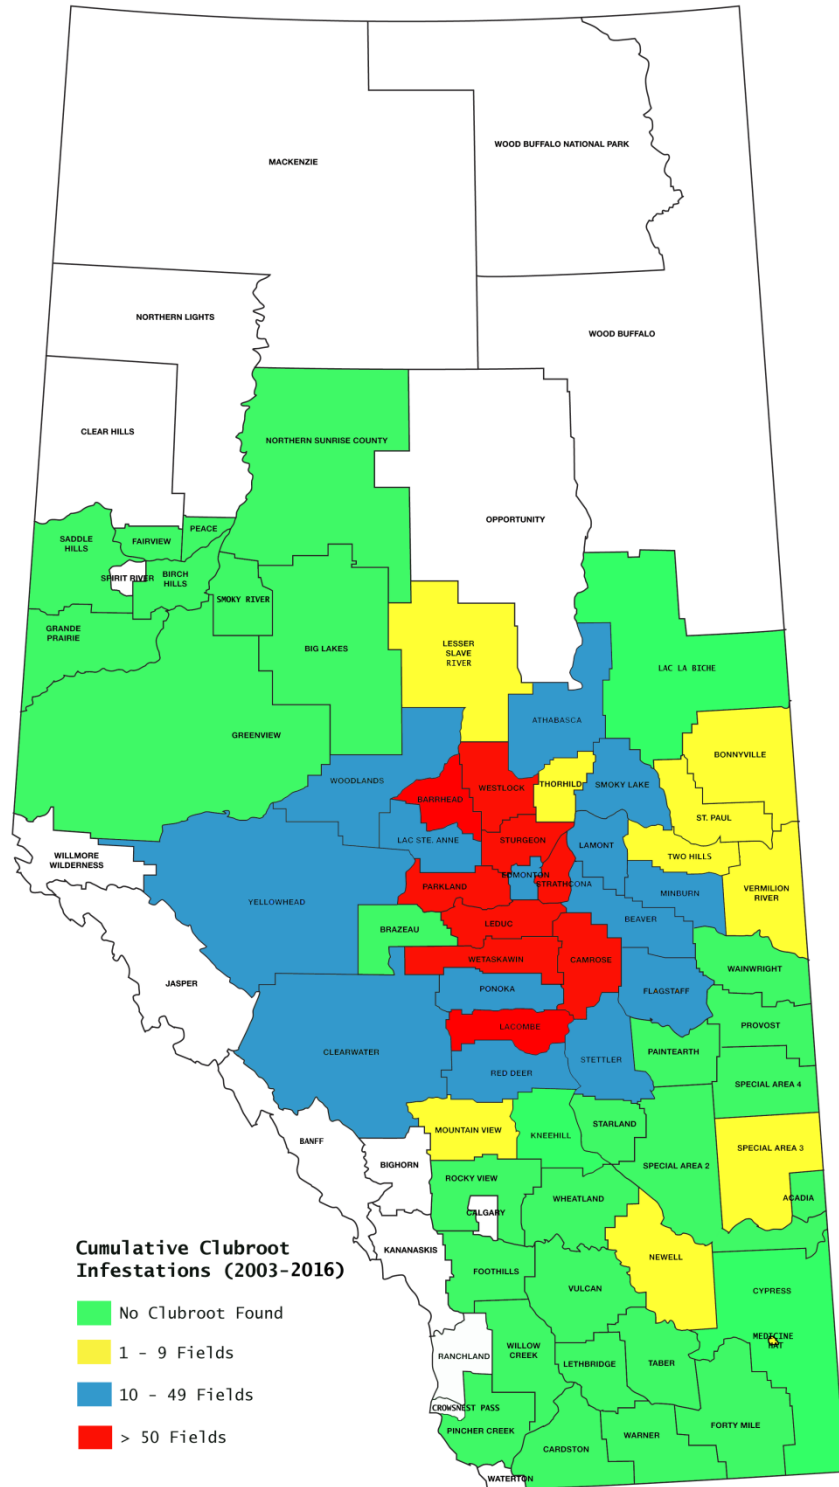 WOOD BUFFALO NATIONAL PARK
MACKENZIE
NORTHERN LIGHTS
WOOD BUFFALO
CLEAR HILLS
NORTHERN SUNRISE COUNTY
OPPORTUNITY
PEACE
SADDLE
HILLS
FAIRVIEW
SPIRIT RIVER
BIRCH
HILLS
SMOKY RIVER
GRANDE
PRAIRIE
BIG LAKES
LESSER
SLAVE
RIVER
LAC LA BICHE
GREENVIEW
ATHABASCA
BONNYVILLE
WOODLANDS
WESTLOCK
THORHILD
SMOKY LAKE
BARRHEAD
ST. PAUL
LAC STE. ANNE
STURGEON
LAMONT
TWO HILLS
WILLMORE
WILDERNESS
EDMONTON
STRATHCONA
PARKLAND
MINBURN
VERMILION
RIVER
YELLOWHEAD
BRAZEAU
LEDUC
BEAVER
WETASKAWIN
CAMROSE
WAINWRIGHT
JASPER
PONOKA
FLAGSTAFF
LACOMBE
PROVOST
CLEARWATER
STETTLER
PAINTEARTH
RED DEER
SPECIAL AREA 4
MOUNTAIN VIEW
KNEEHILL
STARLAND
BANFF
SPECIAL AREA 3
BIGHORN
SPECIAL AREA 2
ROCKY VIEW
WHEATLAND
ACADIA
CALGARY
KANANASKIS
NEWELL
FOOTHILLS
VULCAN
CYPRESS
MEDICINE
HAT
RANCHLAND
WILLOW
CREEK
LETHBRIDGE
TABER
CROWSNEST PASS
PINCHER CREEK
FORTY MILE
WARNER
CARDSTON
WATERTON
Cumulative Clubroot
Infestations (2003-2016)
No Clubroot Found
1 - 9 Fields
10 - 49 Fields
> 50 Fields